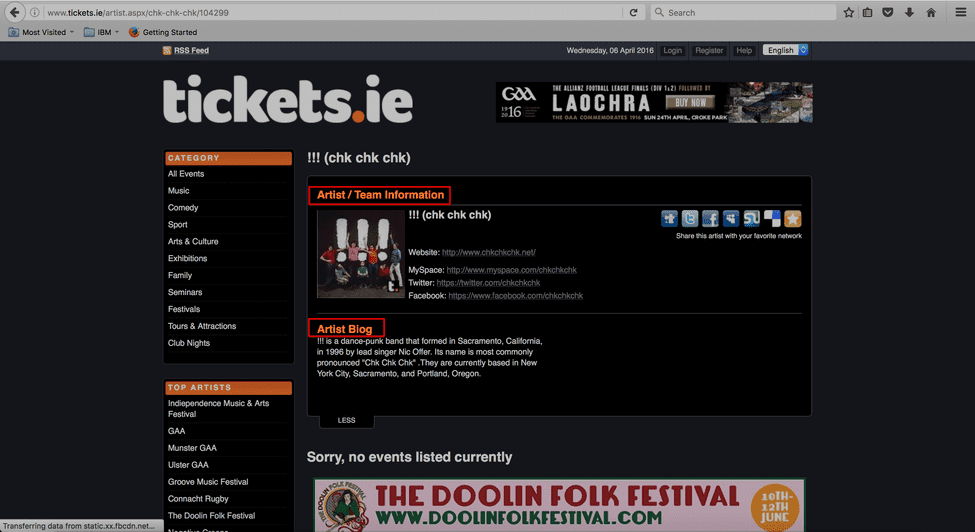 www.tickets.ie/artist.aspx/chk-chk-chk/104299
Search
Most Visited
IBM
Getting Started
RSS Feed
Wednesday, 06 April 2016
Login
Register
Help
English
tickets.ie
GAA
1916
THE ALLIANZ FOOTBALL LEAGUE FINALS (DIV 1&2) FOLLOWED BY
LAOCHRA
BUY NOW
THE GAA COMMEMORATES 1916 SUN 24TH APRIL, CROKE PARK
CATEGORY
All Events
Music
Comedy
Sport
Arts & Culture
Exhibitions
Family
Seminars
Festivals
Tours & Attractions
Club Nights
TOP ARTISTS
Indiependence Music & Arts
Festival
GAA
Munster GAA
Ulster GAA
Groove Music Festival
Connacht Rugby
The Doolin Folk Festival
!!! (chk chk chk)
Artist / Team Information
!!! (chk chk chk)
Share this artist with your favorite network
Website: http://www.chkchkchk.net/
MySpace: http://www.myspace.com/chkchkchk
Twitter: https://twitter.com/chkchkchk
Facebook: https://www.facebook.com/chkchkchk
Artist Blog
!!! is a dance-punk band that formed in Sacramento, California,
in 1996 by lead singer Nic Offer. Its name is most commonly
pronounced "Chk Chk Chk" .They are currently based in New
York City, Sacramento, and Portland, Oregon.
LESS
Sorry, no events listed currently
THE DOOLIN FOLK FESTIVAL
WWW.DOOLINFOLKFESTIVAL.COM
10TH-
12TH
JUNE
Transferring data from static.xx.fbcdn.net...